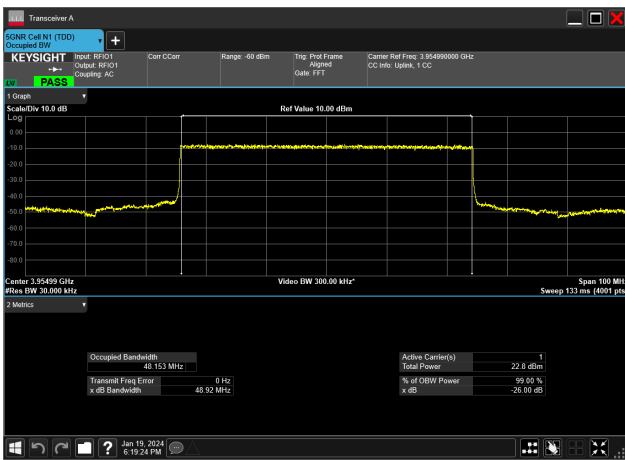 Transceiver A
5GNR Cell N1 (TDD)
Occupied BW
KEYSIGHT
Input: RFIO1
Output: RFIO1
Coupling: AC
Corr CCorr
Range: -60 dBm
Trig: Prot Frame
Aligned
Gate: FFT
Carrier Ref Freq: 3.954990000 GHz
CC Info: Uplink, 1 CC
LV PASS
1 Graph
Scale/Div 10.0 dB
Ref Value 10.00 dBm
Log
0.00
-10.0
-20.0
-30.0
-40.0
-50.0
-60.0
-70.0
-80.0
Center 3.95499 GHz
Video BW 300.00 kHz*
Span 100 MHz
#Res BW 30.000 kHz
Sweep 133 ms (4001 pts
2 Metrics
Occupied Bandwidth
48.153 MHz
Active Carrier(s) 1
Total Power 22.8 dBm
Transmit Freq Error 0 Hz
x dB Bandwidth 48.92 MHz
% of OBW Power 99.00 %
x dB -26.00 dB
?
Jan 19, 2024
6:19:24 PM